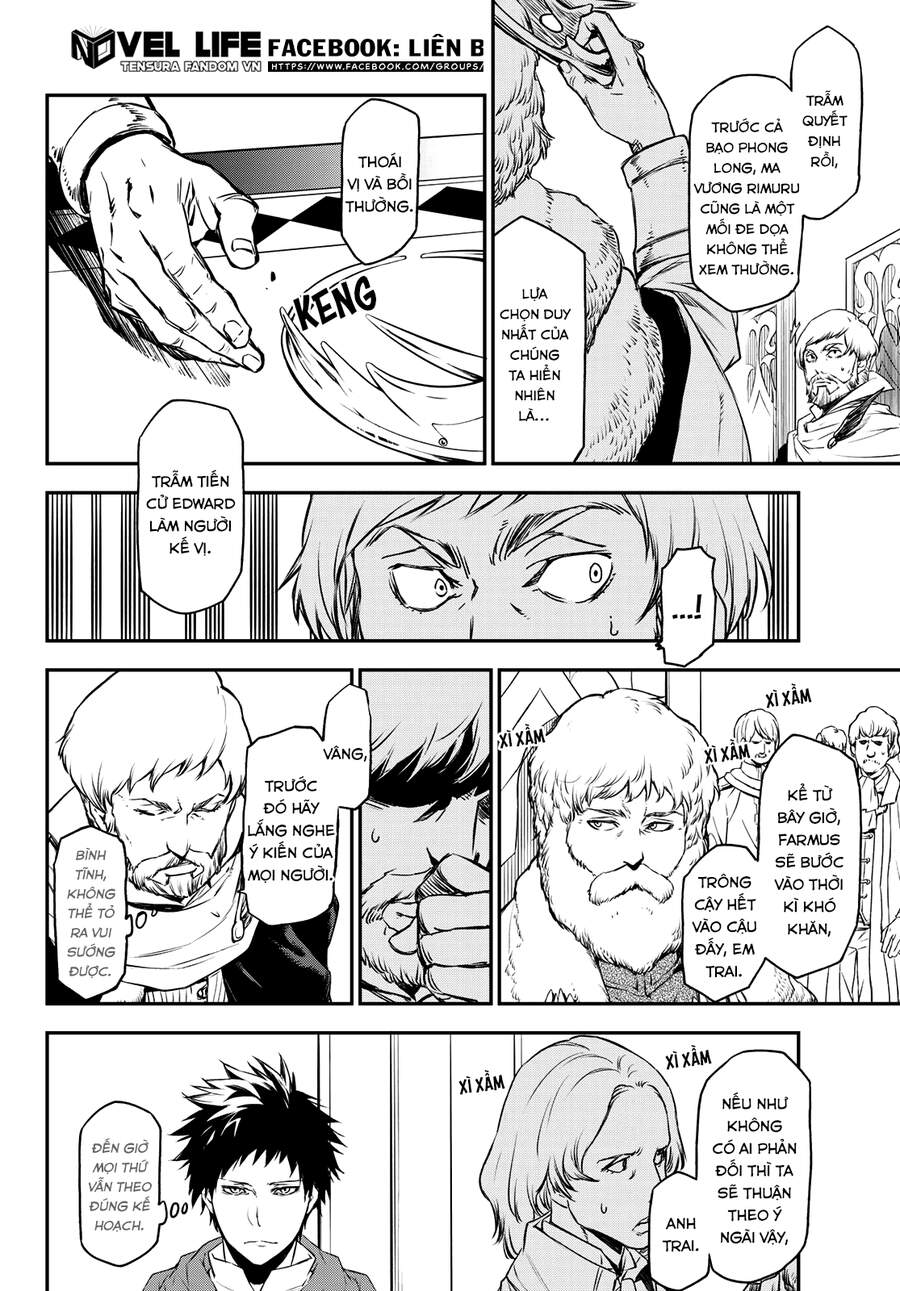 NOVEL LIFE
TENSURA FANDOM VN
FACEBOOK: LIÊN B
HTTPS://WWW.FACEBOOK.COM/GROUPS/
TRẪM
QUYẾT
ĐỊNH
RỒI,
TRƯỚC CẢ
BẠO PHONG
LONG, MA
VƯƠNG RIMURU
CŨNG LÀ MỘT
MỐI ĐE DỌA
KHÔNG THỂ
XEM THƯỜNG.
LỰA
CHỌN DUY
NHẤT CỦA
CHÚNG
TA HIỂN
NHIÊN
LÀ...
THOÁI
VỊ VÀ BỒI
THƯỜNG.
KENG
TRẪM TIẾN
CỬ EDWARD
LÀM NGƯỜI
KẾ VỊ.
...!
XÌ XẦM
XÌ XẦM
XÌ XẦM
KỂ TỪ
BÂY GIỜ,
FARMUS
SẼ BƯỚC
VÀO THỜI
KÌ KHÓ
KHĂN,
TRÔNG
CẬY HẾT
VÀO CẬU
ĐẤY, EM
TRAI.
VÂNG,
TRƯỚC
ĐÓ HÃY
LẮNG NGHE
Ý KIẾN CỦA
MỌI NGƯỜI.
BÌNH
TĨNH,
KHÔNG
THỂ TỎ
RA VUI
SƯỚNG
ĐƯỢC.
XÌ XẦM
XÌ XẦM
NẾU NHƯ
KHÔNG
CÓ AI PHẢN
ĐỐI THÌ TA
SẼ THUẬN
THEO Ý
NGÀI VẬY,
ANH
TRAI.
ĐẾN GIỜ
MỌI THỨ
VẪN THEO
ĐÚNG KẾ
HOẠCH.